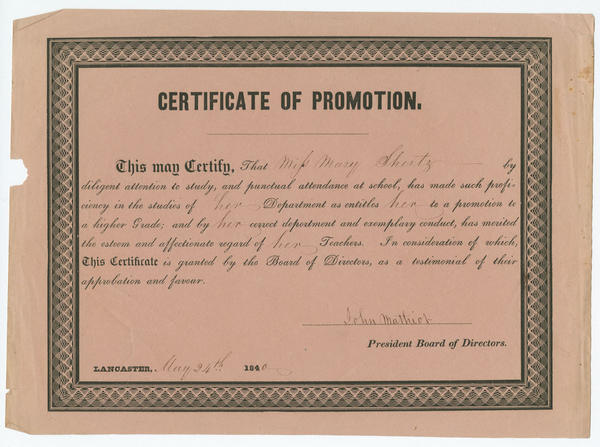 CERTIFICATE OF PROMOTION.
This may Certify, That Miss Mary Shertz by
diligent attention to study, and punctual attendance at school, has made such profi-
ciency in the studies of her Department as entitles her to a promotion to
a higher Grade; and by her correct deportment and exemplary conduct, has merited
the esteem and affectionate regard of her Teachers. In consideration of which,
This Certificate is granted by the Board of Directors, as a testimonial of their
approbation and favour.
John Mathiot
President Board of Directors.
LANCASTER, May 24th 1840